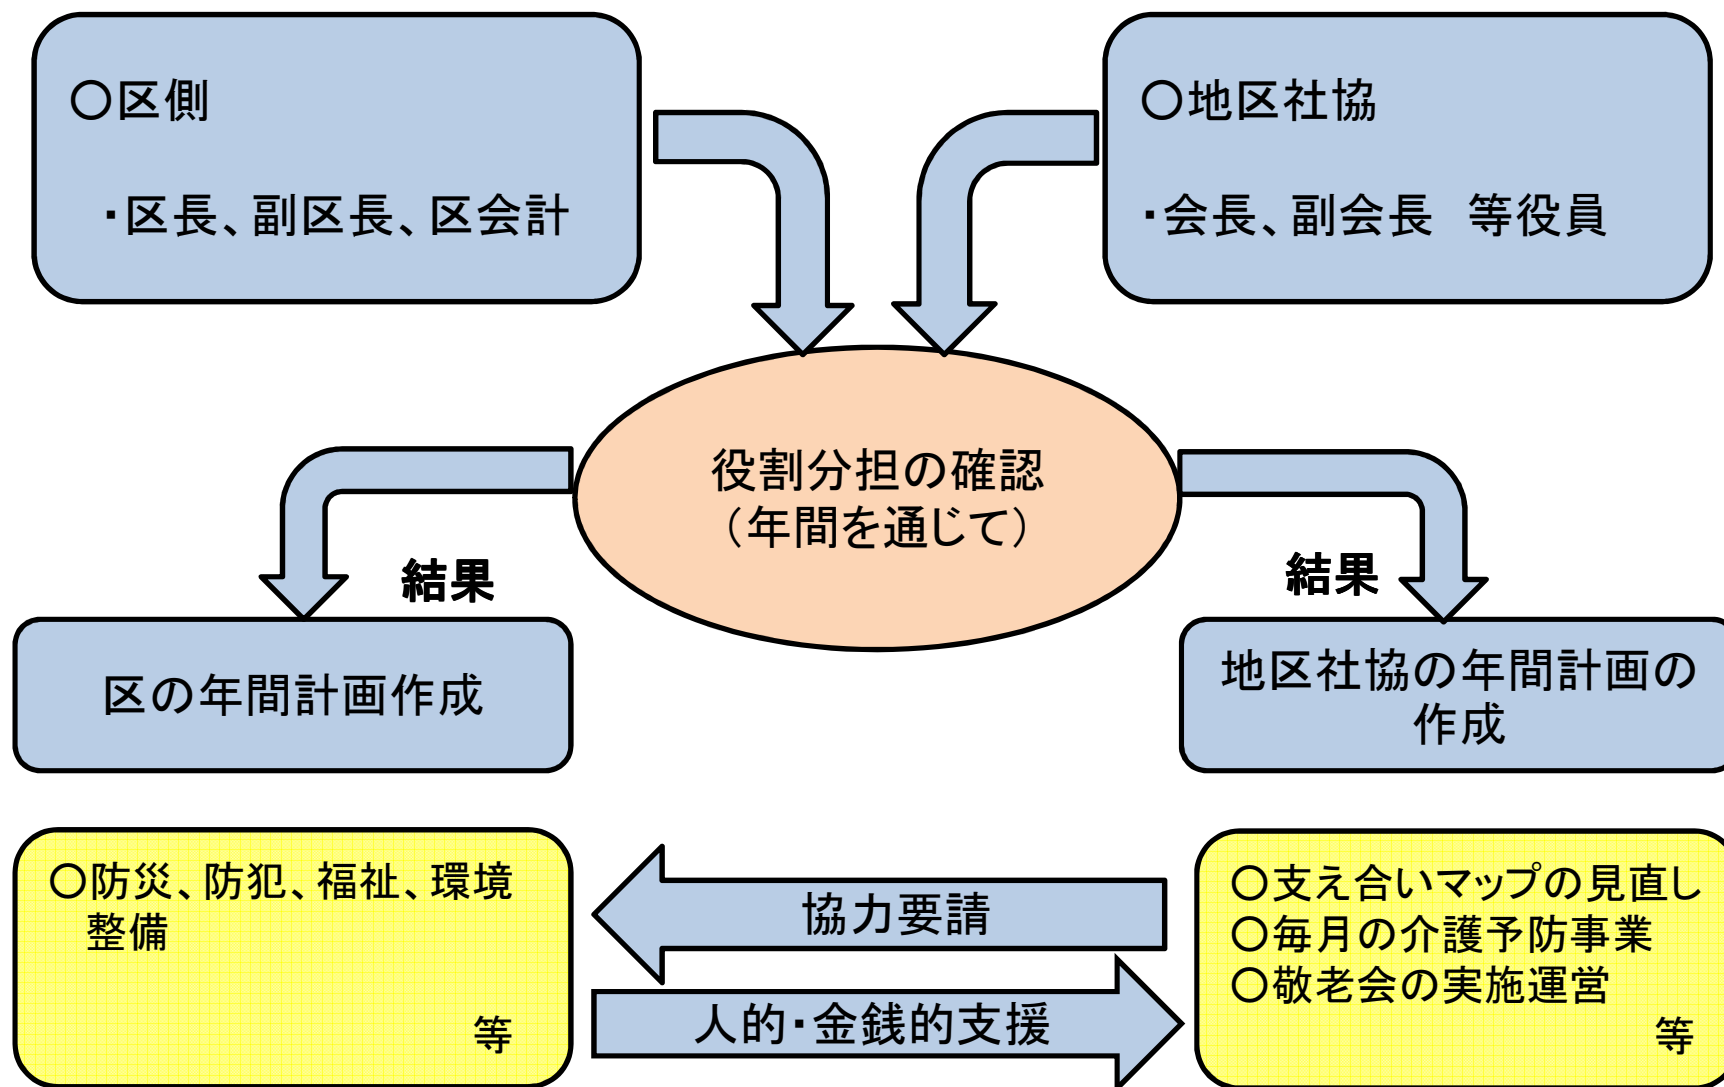 ○区側
・区長、副区長、区会計
○地区社協
・会長、副会長　等役員
役割分担の確認
（年間を通じて）
結果
結果
区の年間計画作成
地区社協の年間計画の
作成
○防災、防犯、福祉、環境
整備
等
協力要請
人的・金銭的支援
○支え合いマップの見直し
○毎月の介護予防事業
○敬老会の実施運営
等